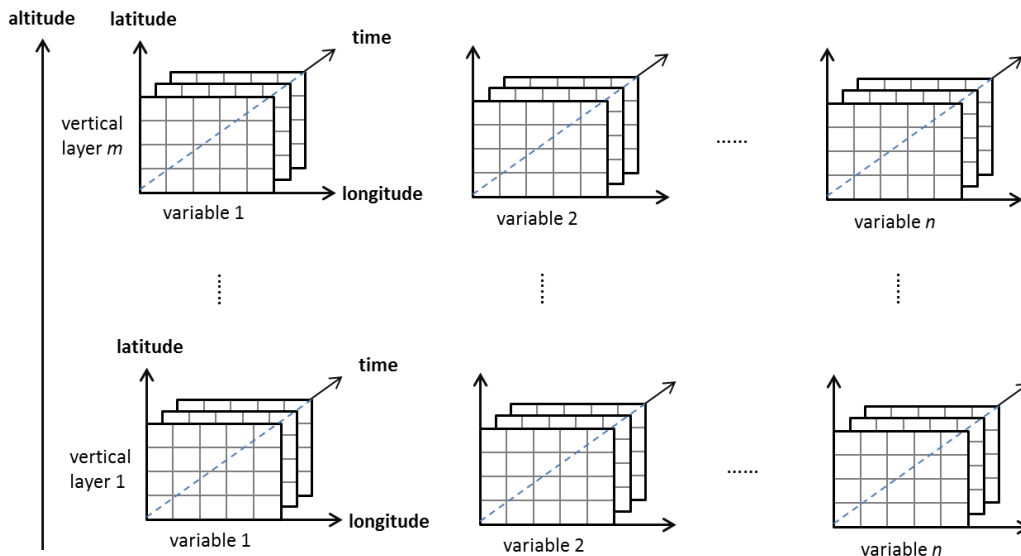 altitude
latitude
time
vertical
layer m
longitude
variable 1
variable 2
......
variable n
......
......
......
latitude
time
vertical
layer 1
longitude
variable 1
variable 2
......
variable n